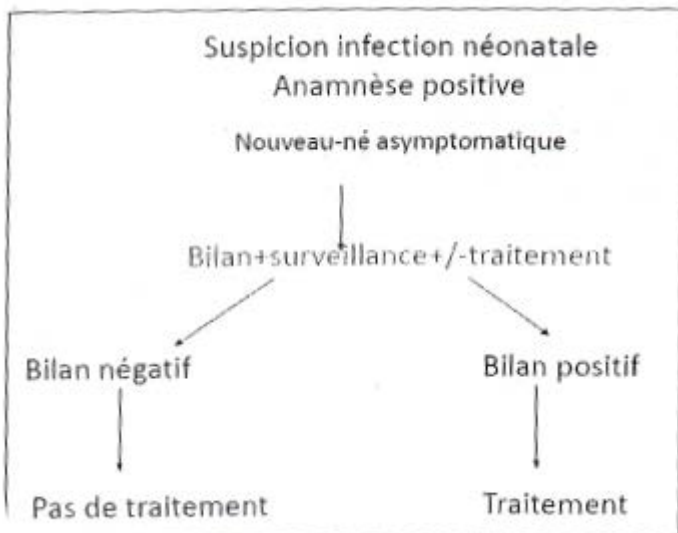 Suspicion infection néonatale
Anamnèse positive
Nouveau-né asymptomatique
Bilan+surveillance+/-traitement
Bilan négatif
Bilan positif
Pas de traitement
Traitement